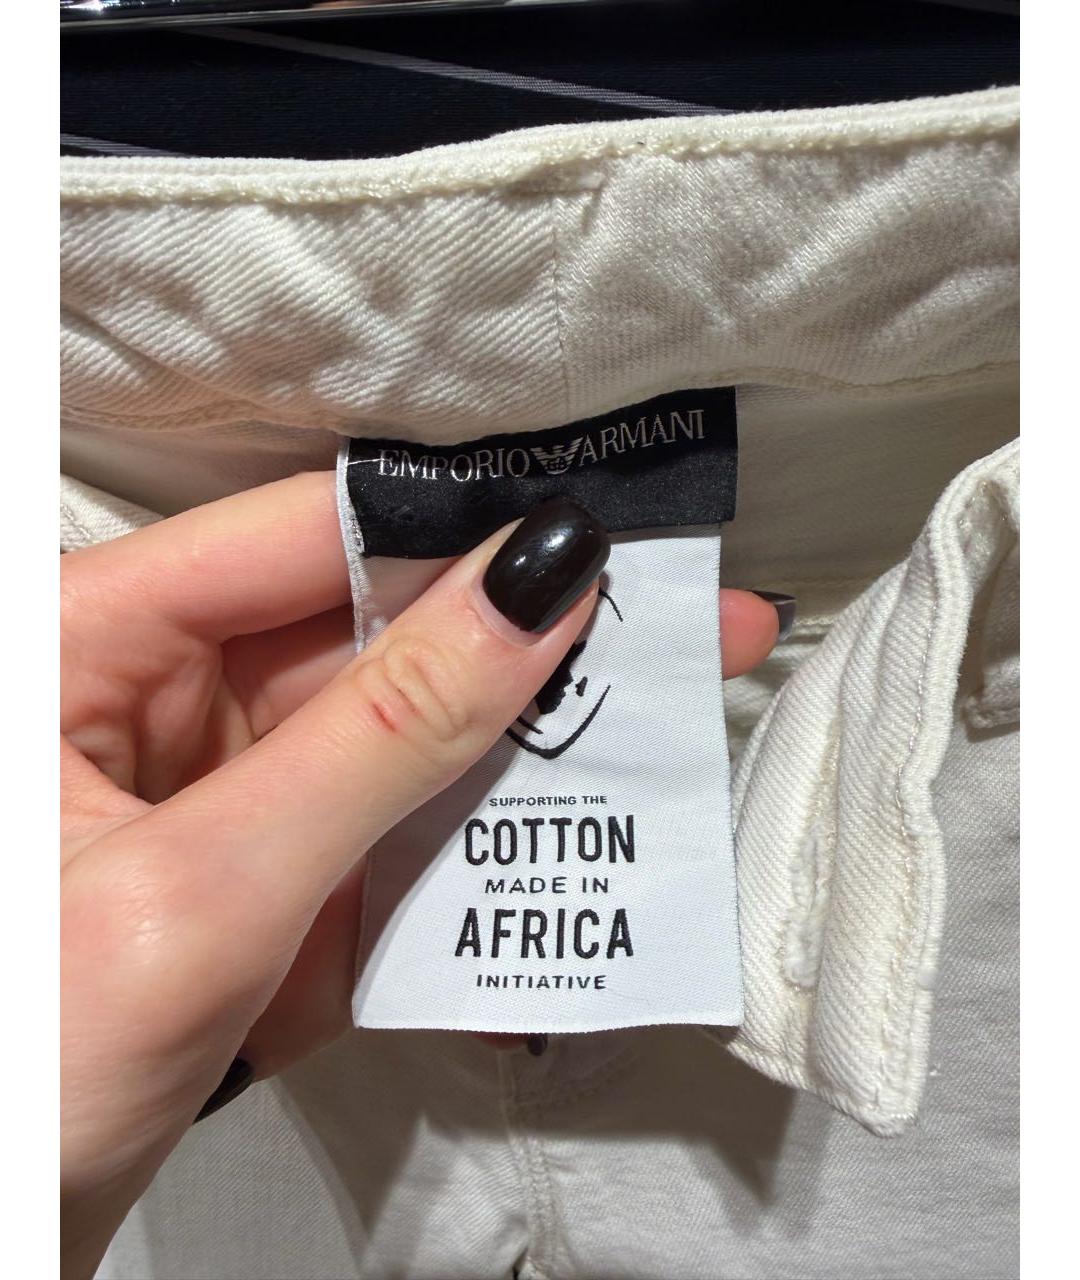 EMPORIO ARMANI
SUPPORTING THE
COTTON
MADE IN
AFRICA
INITIATIVE